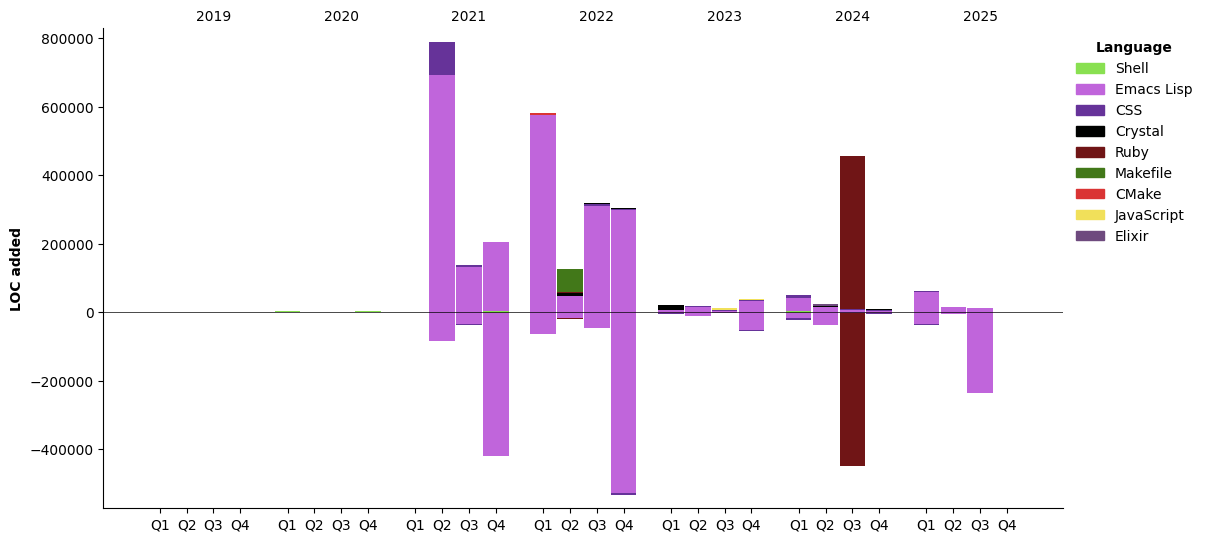 2019 2020 2021 2022 2023 2024 2025
800000
600000
400000
200000
0
−200000
−400000
LOC added
Q1 Q2 Q3 Q4 Q1 Q2 Q3 Q4 Q1 Q2 Q3 Q4 Q1 Q2 Q3 Q4 Q1 Q2 Q3 Q4 Q1 Q2 Q3 Q4 Q1 Q2 Q3 Q4
Language
Shell
Emacs Lisp
CSS
Crystal
Ruby
Makefile
CMake
JavaScript
Elixir